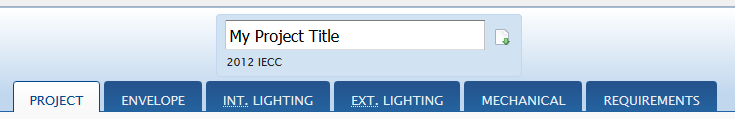 My Project Title
2012 IECC
PROJECT ENVELOPE INT. LIGHTING EXT. LIGHTING MECHANICAL REQUIREMENTS